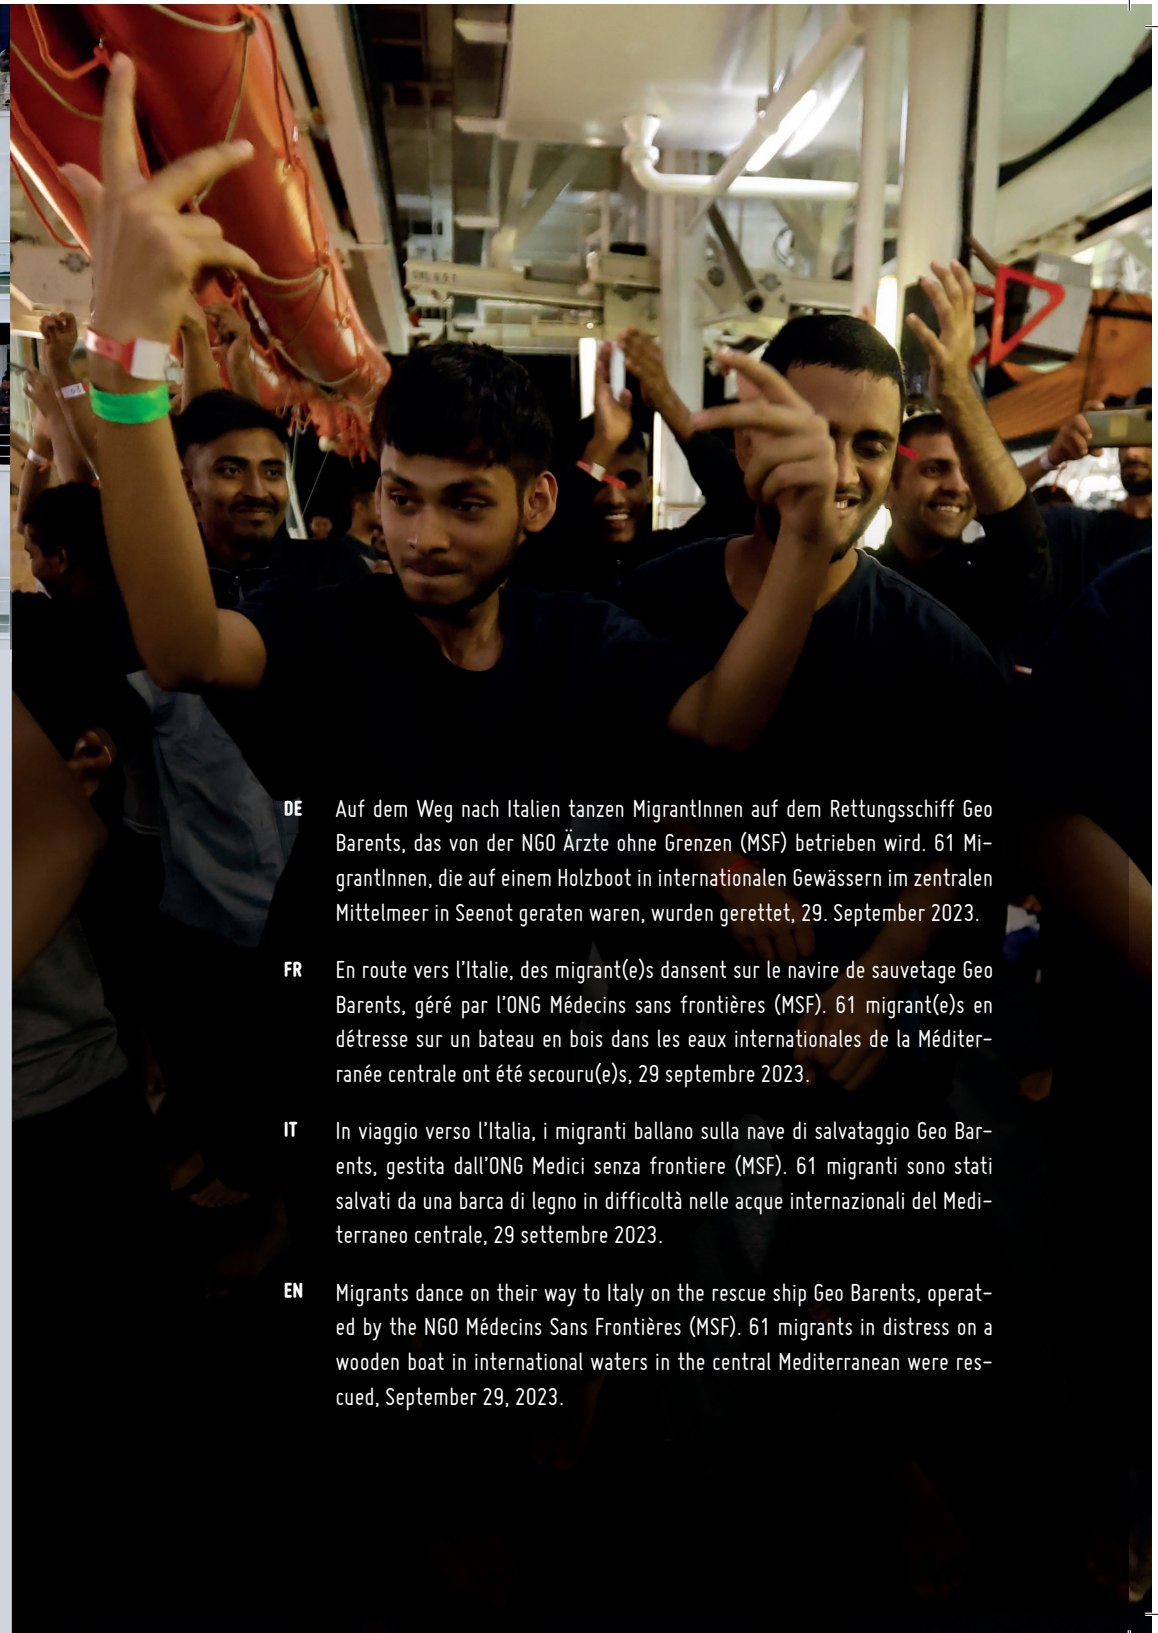 DE Auf dem Weg nach Italien tanzen MigrantInnen auf dem Rettungsschiff Geo
Barents, das von der NGO Ärzte ohne Grenzen (MSF) betrieben wird. 61 Mi-
grantInnen, die auf einem Holzboot in internationalen Gewässern im zentralen
Mittelmeer in Seenot geraten waren, wurden gerettet, 29. September 2023.
FR En route vers l'Italie, des migrant(e)s dansent sur le navire de sauvetage Geo
Barents, géré par l'ONG Médecins sans frontières (MSF). 61 migrant(e)s en
détresse sur un bateau en bois dans les eaux internationales de la Méditer-
ranée centrale ont été secouru(e)s, 29 septembre 2023.
IT In viaggio verso l'Italia, i migranti ballano sulla nave di salvataggio Geo Bar-
ents, gestita dall'ONG Medici senza frontiere (MSF). 61 migranti sono stati
salvati da una barca di legno in difficoltà nelle acque internazionali del Medi-
terraneo centrale, 29 settembre 2023.
EN Migrants dance on their way to Italy on the rescue ship Geo Barents, operat-
ed by the NGO Médecins Sans Frontières (MSF). 61 migrants in distress on a
wooden boat in international waters in the central Mediterranean were res-
cued, September 29, 2023.